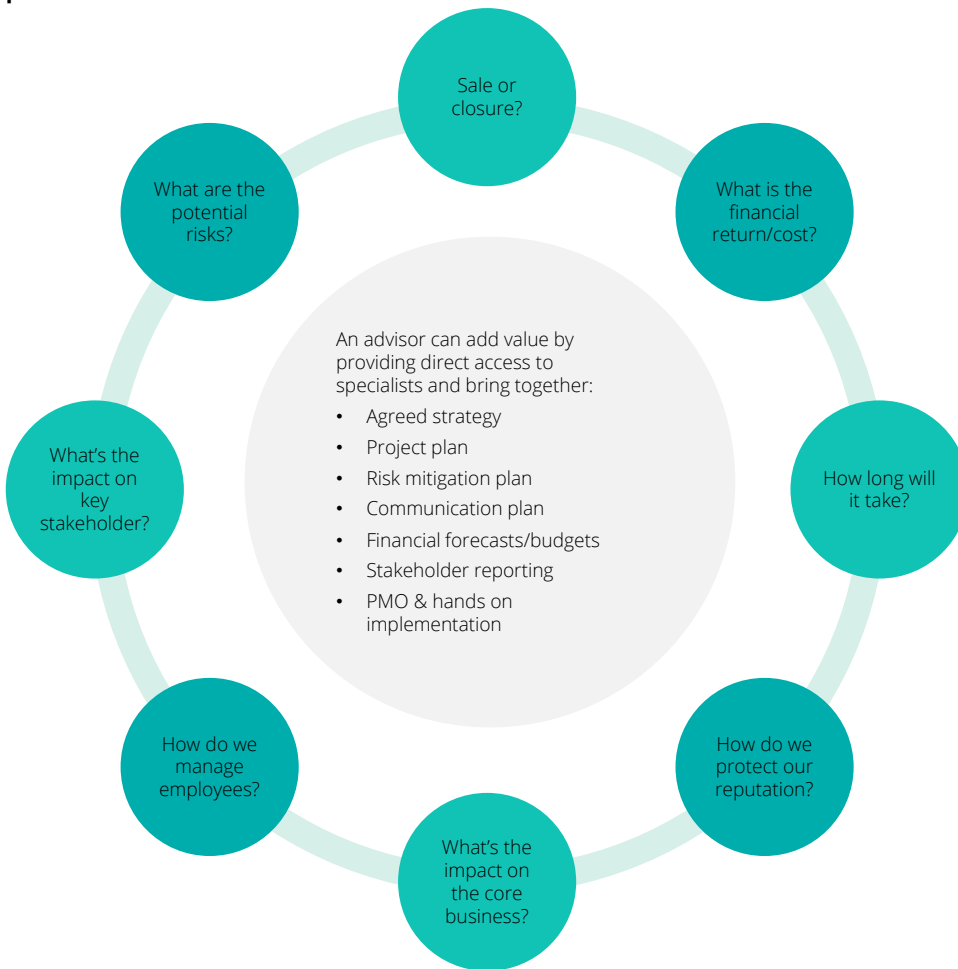 Sale or
closure?
What is the
financial
return/cost?
How long will
it take?
How do we
protect our
reputation?
What's the
impact on
the core
business?
How do we
manage
employees?
What's the
impact on
key
stakeholder?
What are the
potential
risks?
An advisor can add value by
providing direct access to
specialists and bring together:
• Agreed strategy
• Project plan
• Risk mitigation plan
• Communication plan
• Financial forecasts/budgets
• Stakeholder reporting
• PMO & hands on
implementation